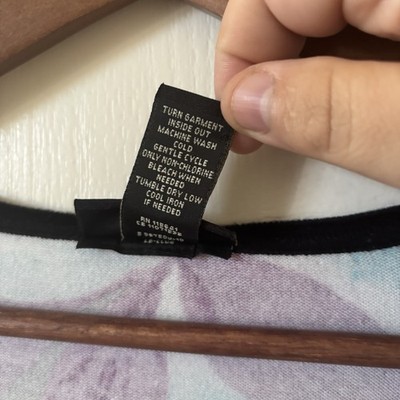 TURN GARMENT
INSIDE OUT
MACHINE WASH
COLD
GENTLE CYCLE
ONLY NON-CHLORINE
BLEACH WHEN
NEEDED
TUMBLE DRY LOW
COOL IRON
IF NEEDED
RN